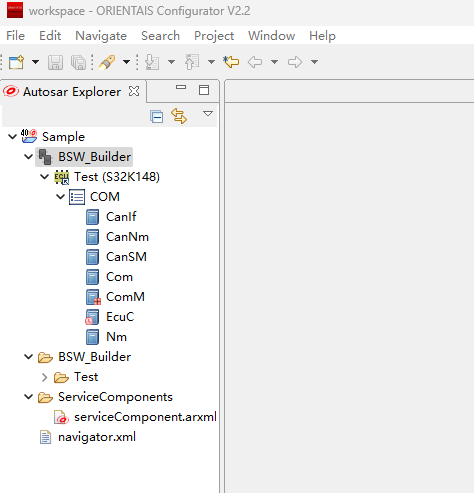 workspace - ORIENTAIS Configurator V2.2
File Edit Navigate Search Project Window Help
Autosar Explorer
Sample
BSW_Builder
Test (S32K148)
COM
CanIf
CanNm
CanSM
Com
ComM
EcuC
Nm
BSW_Builder
Test
ServiceComponents
serviceComponent.arxml
navigator.xml